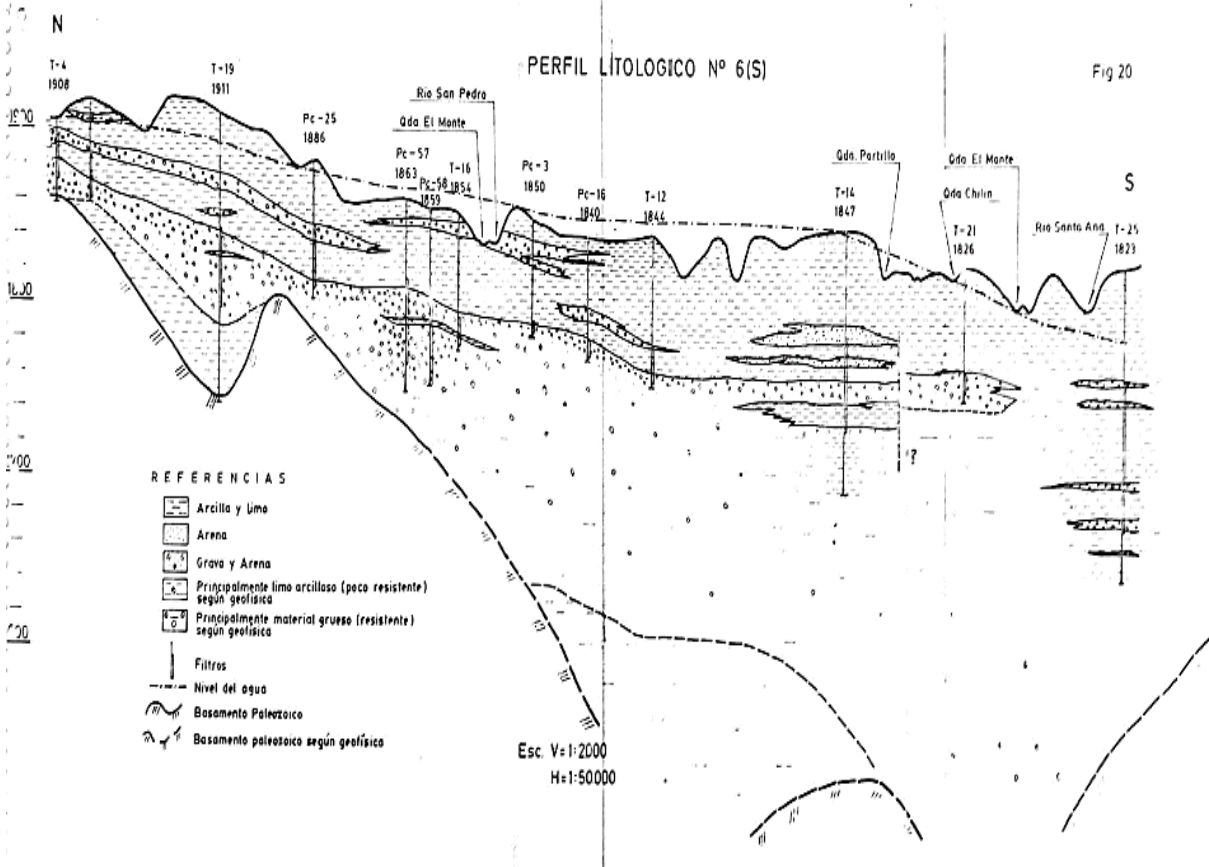 N
PERFIL LITOLOGICO Nº 6(S)
Fig 20
T-4
1908
T-19
1911
Pc-25
1886
Rio San Pedro
Qda El Monte
Pc-57
1863
Pc-58
1859
T-16
1854
Pc-3
1850
Pc-16
1840
T-12
1844
T-14
1847
Qda. Portillo
Qda El Monte
Qda Chilin
T-21
1826
S
Rio Santa Ana
T-25
1823
REFERENCIAS
Arcilla y Limo
Arena
Grava y Arena
Principalmente limo arcilloso (poco resistente)
según geofísica
Principalmente material grueso (resistente)
según geofísica
Filtros
Nivel del agua
Basamento Paleozoico
Basamento paleozoico según geofísica
?
Esc. V=1:2000
H=1:50000